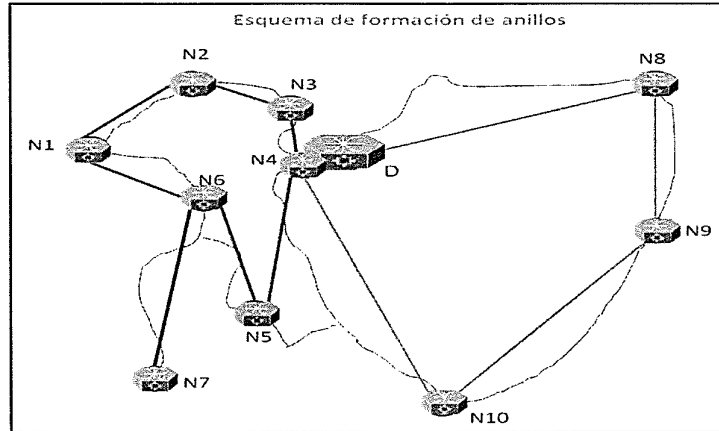 Esquema de formación de anillos
N2
N8
N3
N1
N4
D
N6
N9
N5
N7
N10